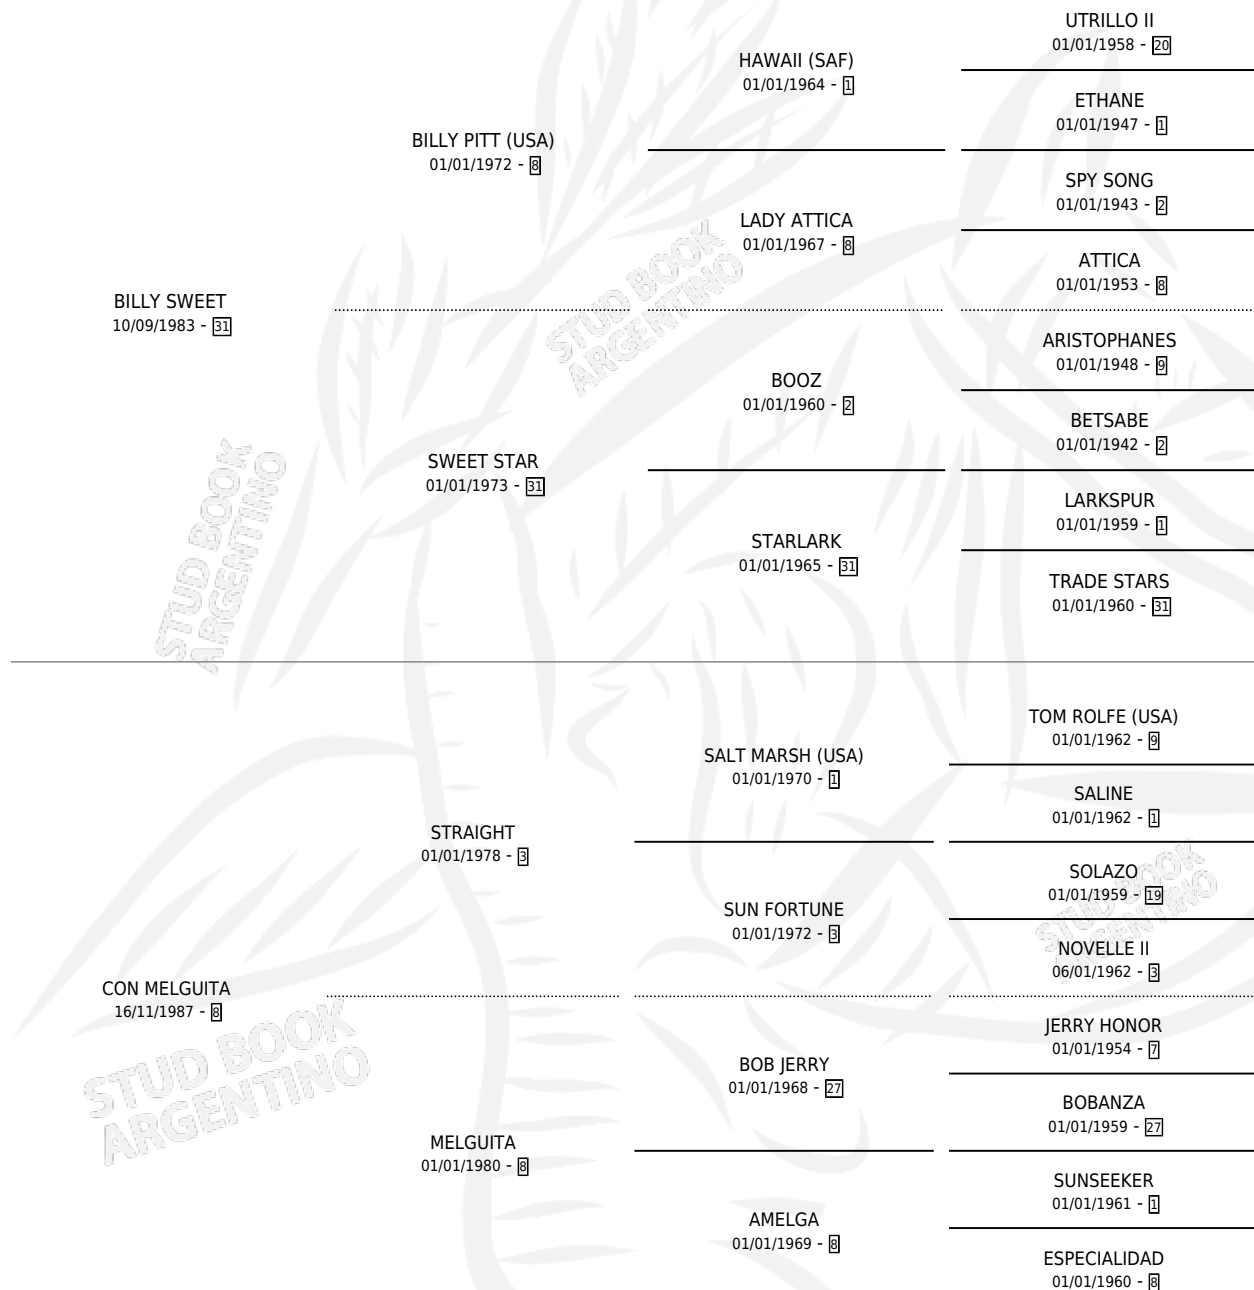 UTRILLO II
01/01/1958 - 20
HAWAII (SAF)
01/01/1964 - 1
ETHANE
01/01/1947 - 1
BILLY PITT (USA)
01/01/1972 - 8
SPY SONG
01/01/1943 - 2
LADY ATTICA
01/01/1967 - 8
ATTICA
01/01/1953 - 8
BILLY SWEET
10/09/1983 - 31
STUD BOOK
ARGENTINO
ARISTOPHANES
01/01/1948 - 9
BOOZ
01/01/1960 - 2
BETSABE
01/01/1942 - 2
SWEET STAR
01/01/1973 - 31
LARKSPUR
01/01/1959 - 1
STARLARK
01/01/1965 - 31
TRADE STARS
01/01/1960 - 31
STUD BOOK
ARGENTINO
TOM ROLFE (USA)
01/01/1962 - 9
SALT MARSH (USA)
01/01/1970 - 1
SALINE
01/01/1962 - 1
STRAIGHT
01/01/1978 - 3
SOLAZO
01/01/1959 - 19
SUN FORTUNE
01/01/1972 - 3
STUD BOOK
ARGENTINO
NOVELLE II
06/01/1962 - 3
CON MELGUITA
16/11/1987 - 8
JERRY HONOR
01/01/1954 - 7
BOB JERRY
01/01/1968 - 27
STUD BOOK
ARGENTINO
BOBANZA
01/01/1959 - 27
MELGUITA
01/01/1980 - 8
SUNSEEKER
01/01/1961 - 1
AMELGA
01/01/1969 - 8
ESPECIALIDAD
01/01/1960 - 8